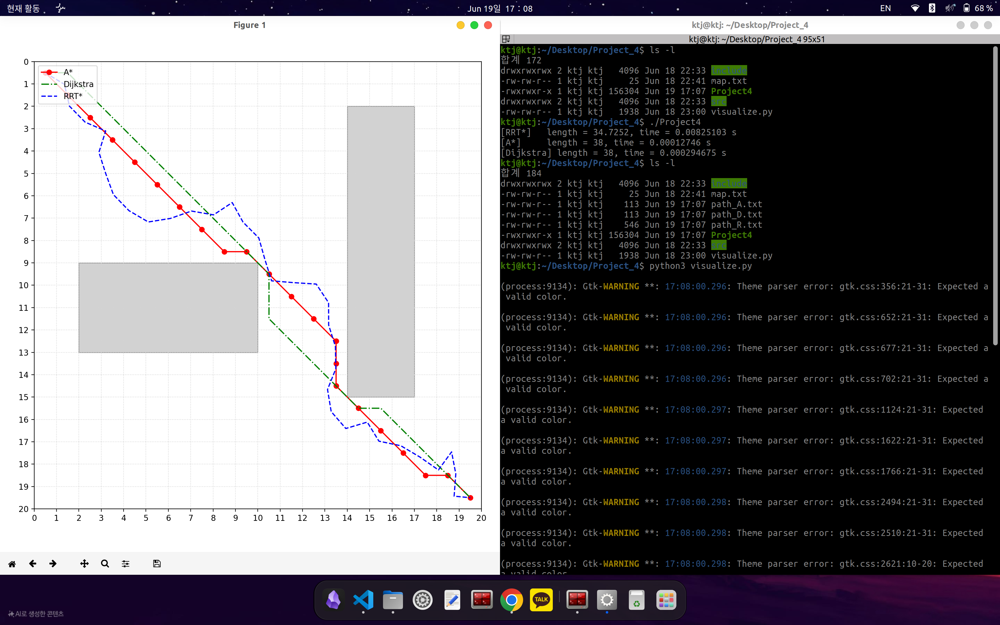 현재 활동
Jun 19일 17 : 08
EN
68 %
Figure 1
0
1
2
3
4
5
6
7
8
9
10
11
12
13
14
15
16
17
18
19
20
A*
Dijkstra
RRT*
0 1 2 3 4 5 6 7 8 9 10 11 12 13 14 15 16 17 18 19 20
ktj@ktj: ~/Desktop/Project_4
ktj@ktj: ~/Desktop/Project_4 95x51
ktj@ktj:~/Desktop/Project_4$ ls -l
합계 172
drwxrwxrwx 2 ktj ktj   4096 Jun 18 22:33 include
-rw-rw-r-- 1 ktj ktj     25 Jun 18 22:41 map.txt
-rwxrwxr-x 1 ktj ktj 156304 Jun 19 17:07 Project4
drwxrwxrwx 2 ktj ktj   4096 Jun 18 22:33 src
-rw-rw-r-- 1 ktj ktj   1938 Jun 18 23:00 visualize.py
ktj@ktj:~/Desktop/Project_4$ ./Project4
[RRT*]   length = 34.7252, time = 0.00825103 s
[A*]     length = 38, time = 0.00012746 s
[Dijkstra] length = 38, time = 0.000294675 s
ktj@ktj:~/Desktop/Project_4$ ls -l
합계 184
drwxrwxrwx 2 ktj ktj   4096 Jun 18 22:33 include
-rw-rw-r-- 1 ktj ktj     25 Jun 18 22:41 map.txt
-rw-rw-r-- 1 ktj ktj    113 Jun 19 17:07 path_A.txt
-rw-rw-r-- 1 ktj ktj    113 Jun 19 17:07 path_D.txt
-rw-rw-r-- 1 ktj ktj    546 Jun 19 17:07 path_R.txt
-rwxrwxr-x 1 ktj ktj 156304 Jun 19 17:07 Project4
drwxrwxrwx 2 ktj ktj   4096 Jun 18 22:33 src
-rw-rw-r-- 1 ktj ktj   1938 Jun 18 23:00 visualize.py
ktj@ktj:~/Desktop/Project_4$ python3 visualize.py
(process:9134): Gtk-WARNING **: 17:08:00.296: Theme parser error: gtk.css:356:21-31: Expected a
 valid color.
(process:9134): Gtk-WARNING **: 17:08:00.296: Theme parser error: gtk.css:652:21-31: Expected a
 valid color.
(process:9134): Gtk-WARNING **: 17:08:00.296: Theme parser error: gtk.css:677:21-31: Expected a
 valid color.
(process:9134): Gtk-WARNING **: 17:08:00.296: Theme parser error: gtk.css:702:21-31: Expected a
 valid color.
(process:9134): Gtk-WARNING **: 17:08:00.297: Theme parser error: gtk.css:1124:21-31: Expected
a valid color.
(process:9134): Gtk-WARNING **: 17:08:00.297: Theme parser error: gtk.css:1622:21-31: Expected
a valid color.
(process:9134): Gtk-WARNING **: 17:08:00.297: Theme parser error: gtk.css:1766:21-31: Expected
a valid color.
(process:9134): Gtk-WARNING **: 17:08:00.298: Theme parser error: gtk.css:2494:21-31: Expected
a valid color.
(process:9134): Gtk-WARNING **: 17:08:00.298: Theme parser error: gtk.css:2510:21-31: Expected
a valid color.
(process:9134): Gtk-WARNING **: 17:08:00.298: Theme parser error: gtk.css:2621:10-20: Expected
a valid color.
TALK
AI로 생성한 콘텐츠